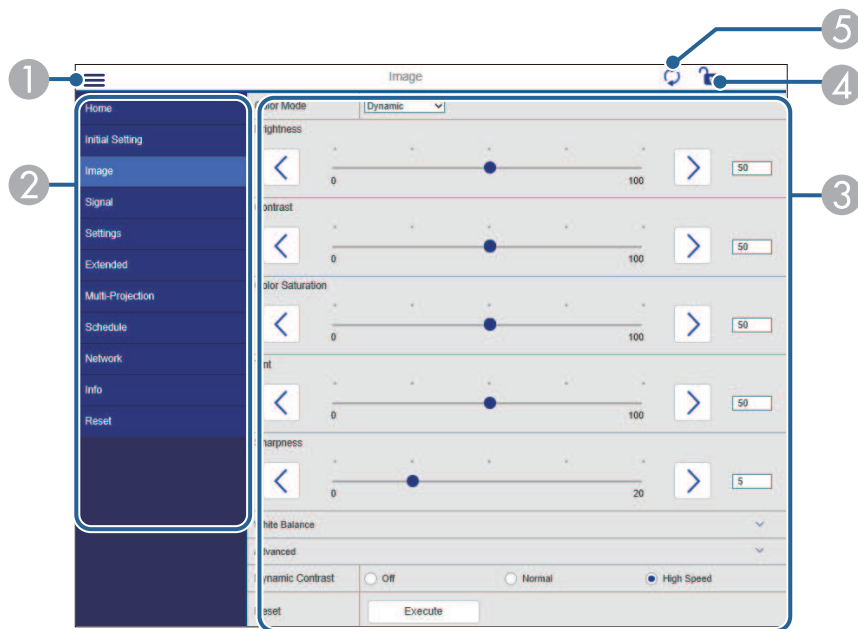 5
1
Image
4
2
Home
Initial Setting
Image
Signal
Settings
Extended
Multi-Projection
Schedule
Network
Info
Reset
3
olor Mode Dynamic
rightness
0 100 50
ontrast
0 100 50
olor Saturation
0 100 50
nt
0 100 50
harpness
0 20 5
hite Balance
dvanced
ynamic Contrast Off Normal High Speed
eset Execute